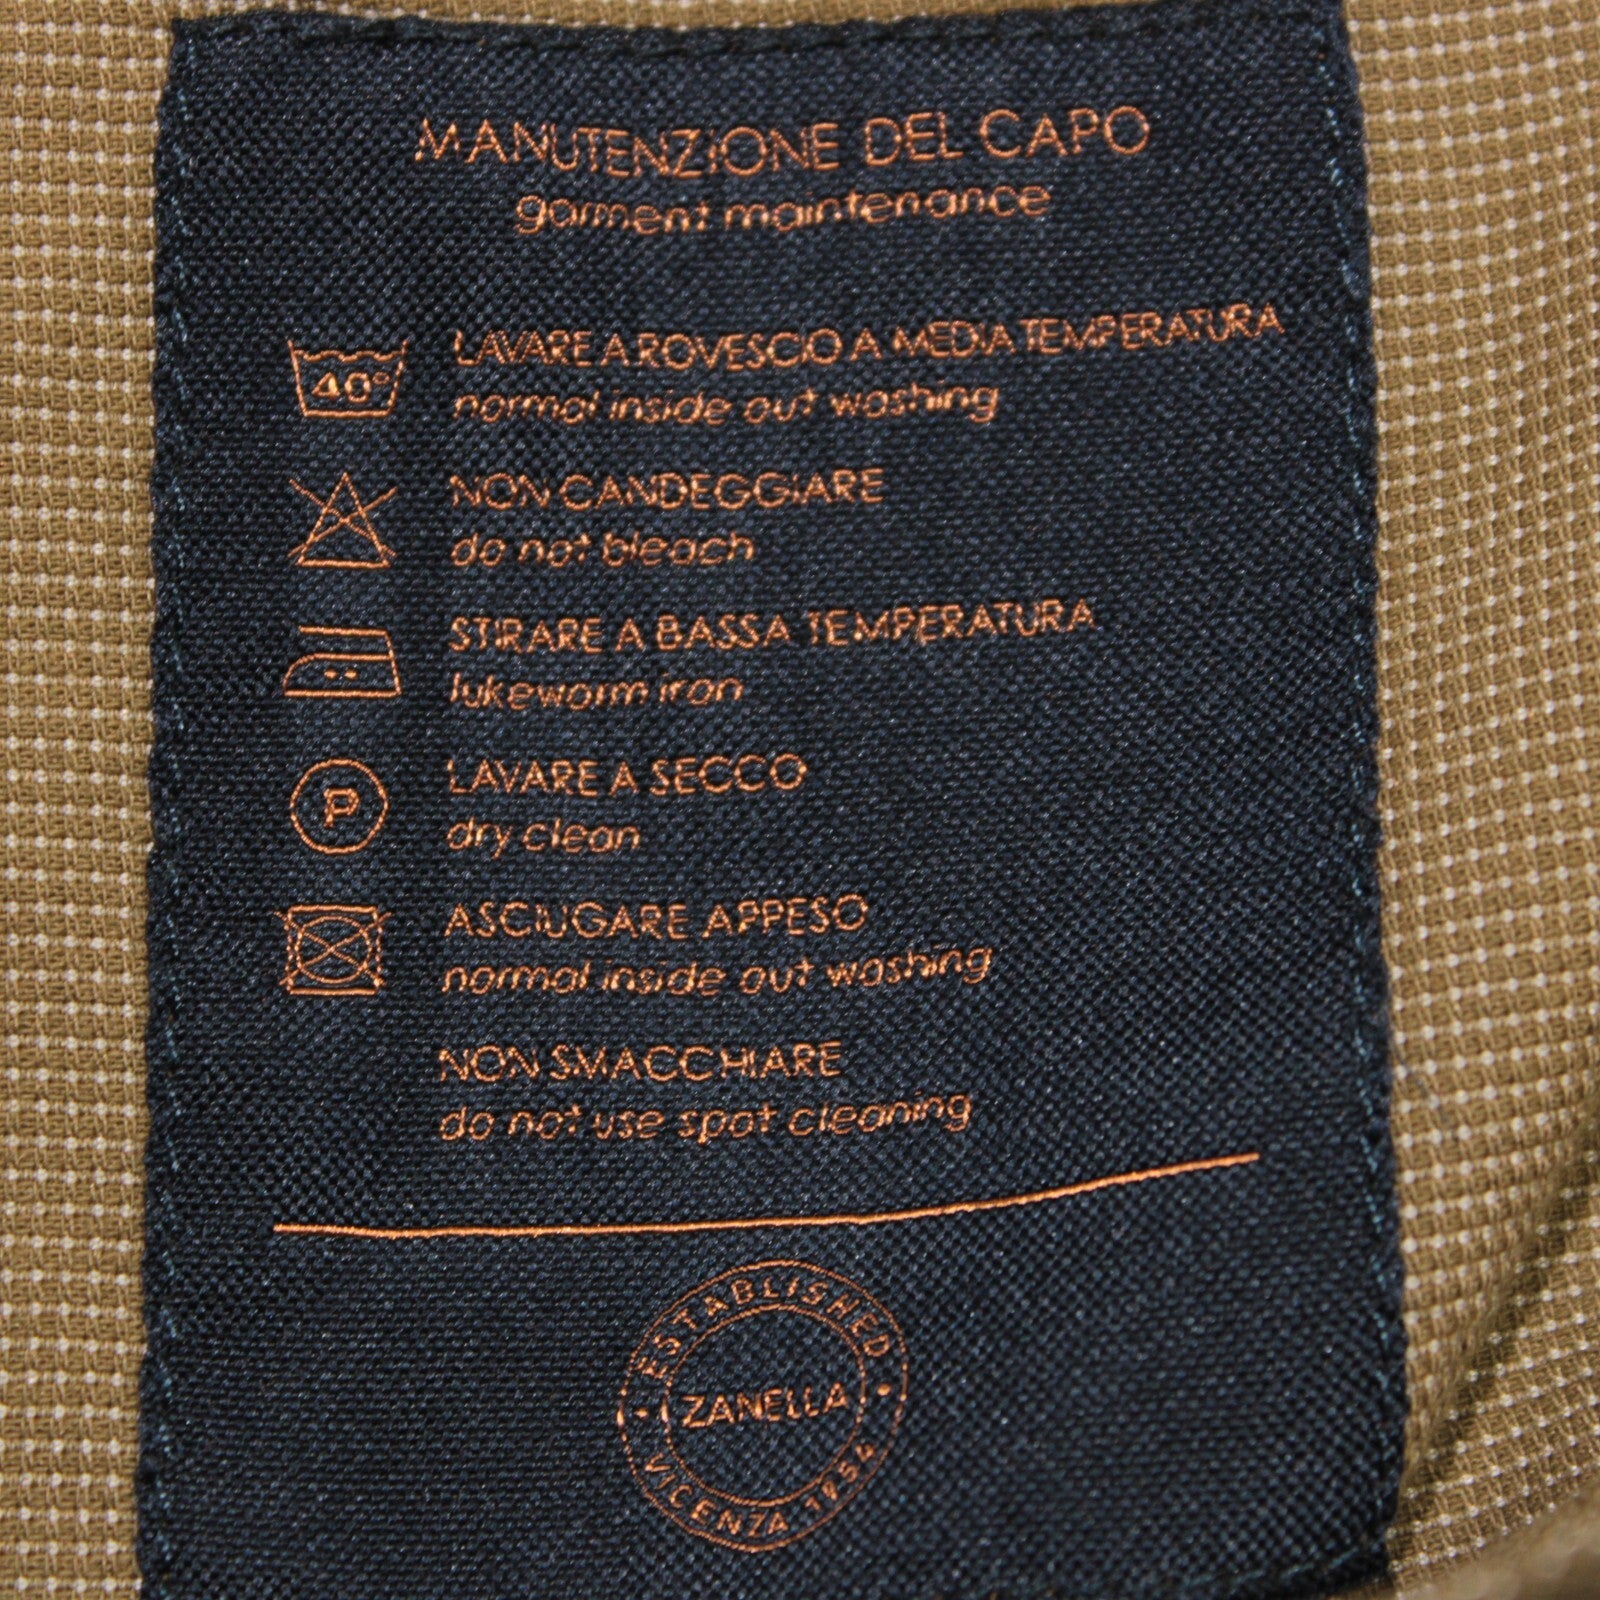 MANUTENZIONE DEL CAPO
garment maintenance
40°
LAVARE A ROVESCIO A MEDIA TEMPERATURA
normal inside out washing
NON CANDEGGIARE
do not bleach
STIRARE A BASSA TEMPERATURA
lukewarm iron
P
LAVARE A SECCO
dry clean
ASCIUGARE APPESO
normal inside out washing
NON SMACCHIARE
do not use spot cleaning
ESTABLISHED
ZANELLA
VICENZA 1954